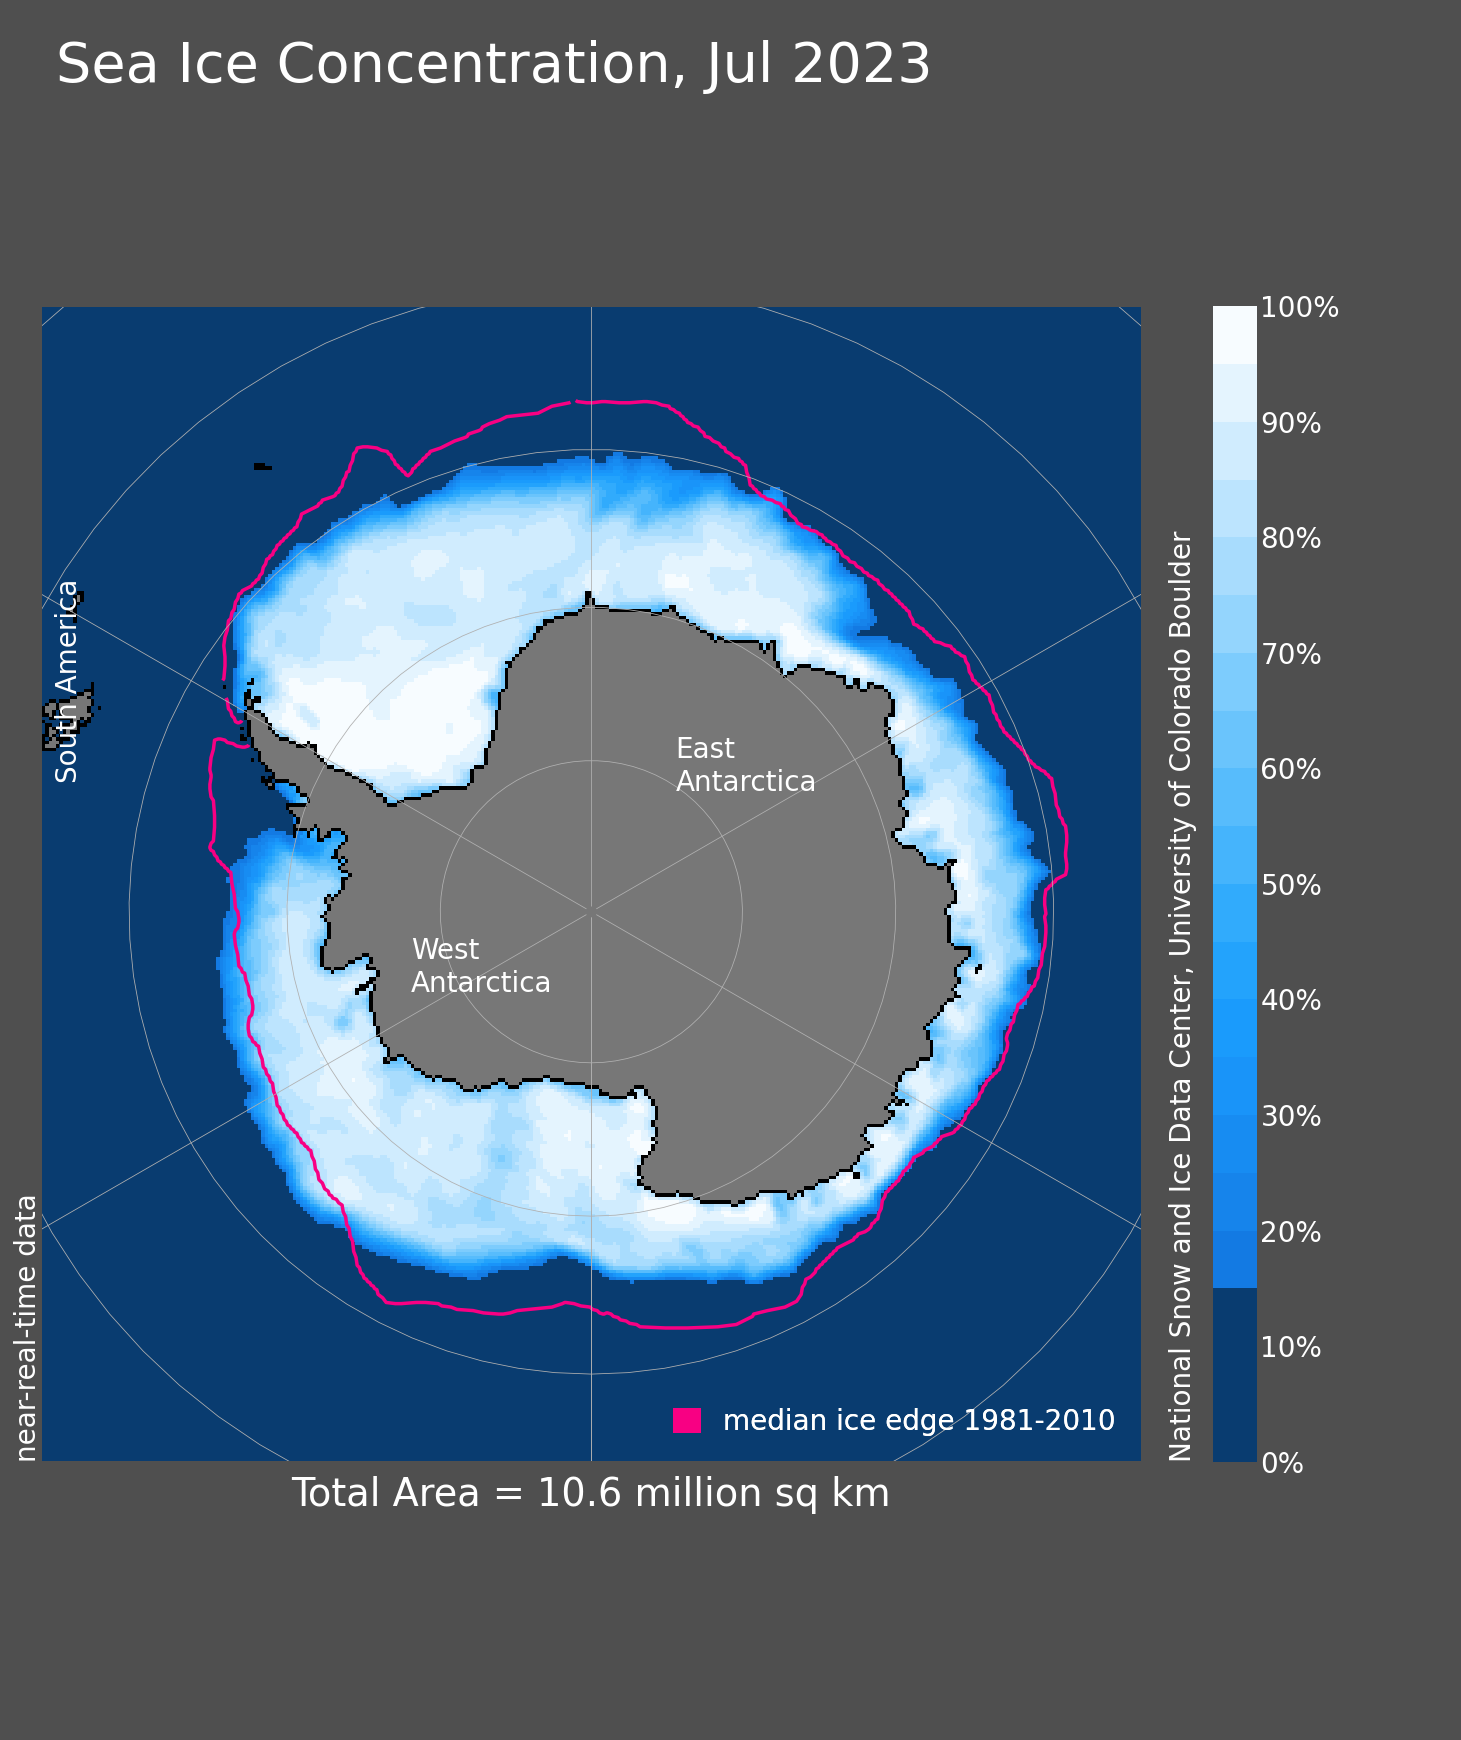 Sea Ice Concentration, Jul 2023
South America
East
Antarctica
West
Antarctica
near-real-time data
median ice edge 1981-2010
Total Area = 10.6 million sq km
National Snow and Ice Data Center, University of Colorado Boulder
100%
90%
80%
70%
60%
50%
40%
30%
20%
10%
0%